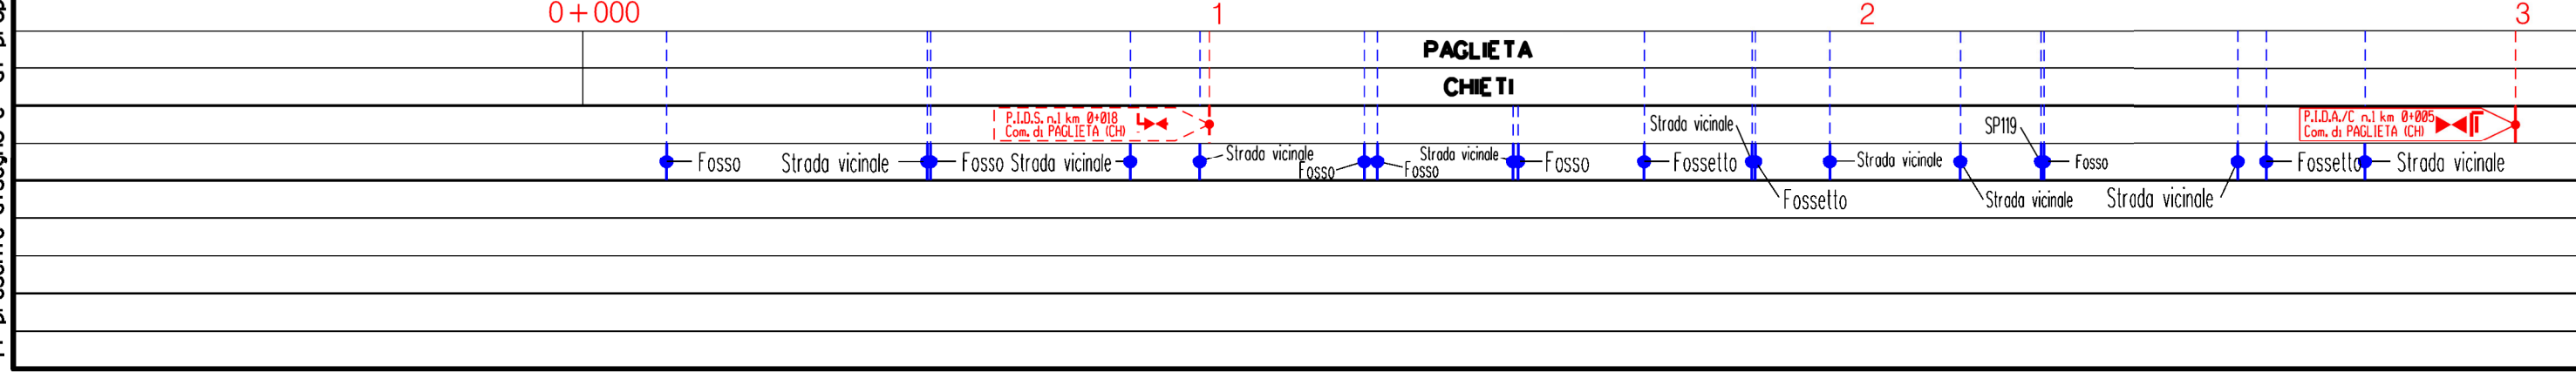 0+000 1 2 3
PAGLIETA
CHIETI
P.I.D.S. n.1 km 0+018
Com. di PAGLIETA (CH)
P.I.D.A./C n.1 km 0+005
Com. di PAGLIETA (CH)
Fosso
Strada vicinale
Fosso
Strada vicinale
Strada vicinale
Fosso
Fosso
Strada vicinale
Fosso
Fossetto
Strada vicinale
Fossetto
Strada vicinale
Strada vicinale
SP119
Fosso
Strada vicinale
Fossetto
Strada vicinale